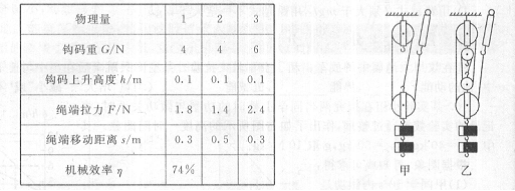 物理量 1 2 3
钩码重 G/N 4 4 6
钩码上升高度 h/m 0.1 0.1 0.1
绳端拉力 F/N 1.8 1.4 2.4
绳端移动距离 s/m 0.3 0.5 0.3
机械效率 η 74%
甲 乙